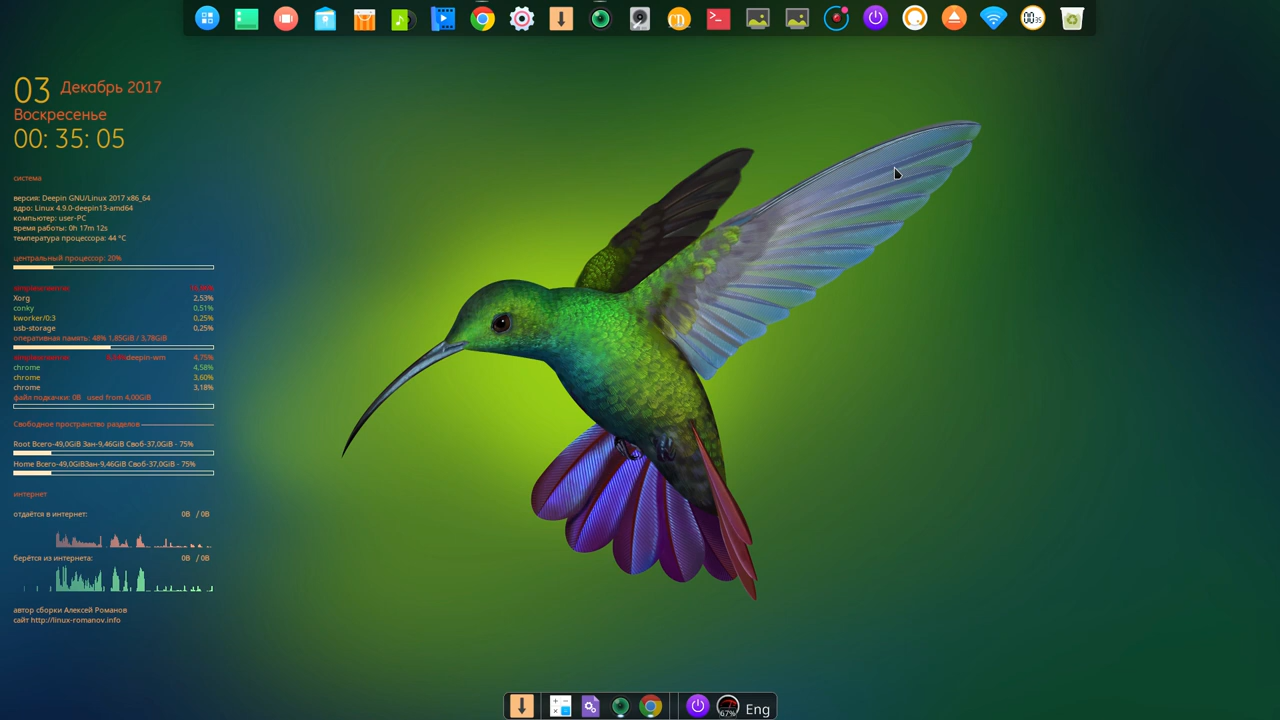 03 Декабрь 2017
Воскресенье
00: 35: 05
система
версия: Deepin GNU/Linux 2017 x86_64
ядро: Linux 4.9.0-deepin13-amd64
компьютер: user-PC
время работы: 0h 17m 12s
температура процессора: 44 °C
центральный процессор: 20%
Xorg 2,53%
conky 0,51%
kworker/0:3 0,25%
usb-storage 0,25%
оперативная память: 48% 1,85GiB / 3,78GiB
deepin-wm 4,75%
chrome 4,58%
chrome 3,60%
chrome 3,18%
файл подкачки: 0B used from 4,00GiB
Свободное пространство разделов
Root Всего-49,0GiB Зан-9,46GiB Своб-37,0GiB - 75%
Home Всего-49,0GiBЗан-9,46GiB Своб-37,0GiB - 75%
интернет
отдаётся в интернет: 0B / 0B
берётся из интернета: 0B / 0B
автор сборки Алексей Романов
сайт http://linux-romanov.info
CD
00 35
67%
Eng